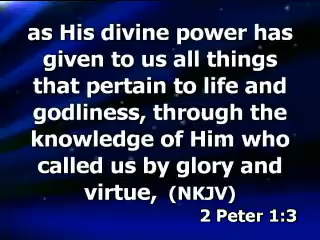 as His divine power has
given to us all things
that pertain to life and
godliness, through the
knowledge of Him who
called us by glory and
virtue, (NKJV)
2 Peter 1:3